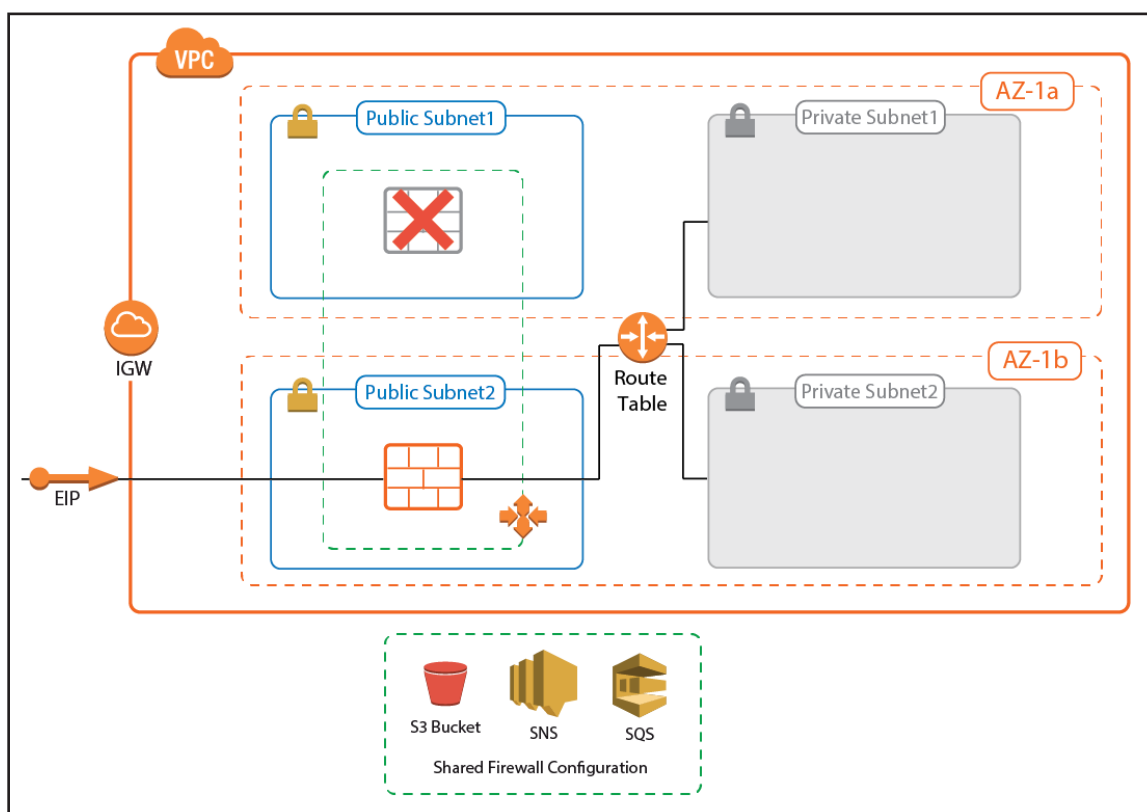 VPC
AZ-1a
Public Subnet1
Private Subnet1
IGW
AZ-1b
Route
Table
Public Subnet2
Private Subnet2
EIP
S3 Bucket
SNS
SQS
Shared Firewall Configuration